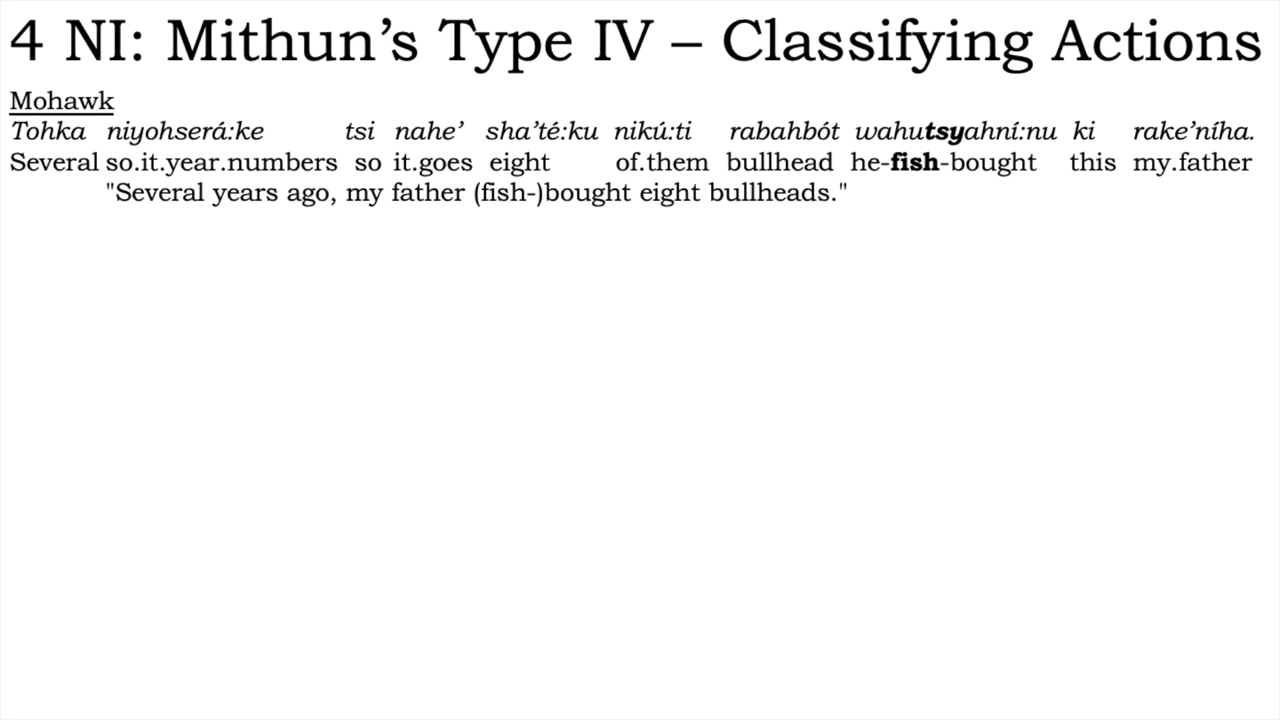 4 NI: Mithun’s Type IV – Classifying Actions
Mohawk
Tohka niyohserá:ke tsi nahe’ sha’té:ku nikú:ti rabahbót wahutsyahní:nu ki rake’níha.
Several so.it.year.numbers so it.goes eight of.them bullhead he-fish-bought this my.father
"Several years ago, my father (fish-)bought eight bullheads."